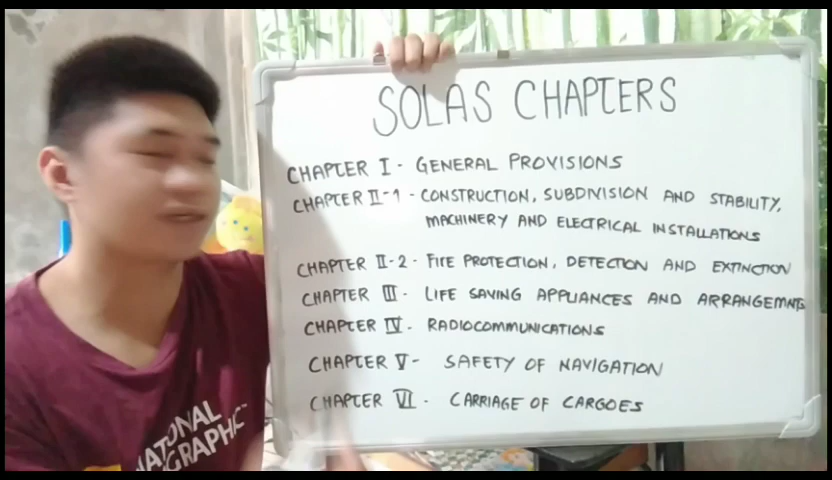 SOLAS CHAPTERS
CHAPTER I - GENERAL PROVISIONS
CHAPTER II-1 - CONSTRUCTION, SUBDIVISION AND STABILITY,
MACHINERY AND ELECTRICAL INSTALLATIONS
CHAPTER II-2 - FIRE PROTECTION, DETECTION AND EXTINCTION
CHAPTER III - LIFE SAVING APPLIANCES AND ARRANGEMNTS
CHAPTER IV - RADIOCOMMUNICATIONS
CHAPTER V - SAFETY OF NAVIGATION
CHAPTER VI - CARRIAGE OF CARGOES
NATIONAL
GEOGRAPHIC